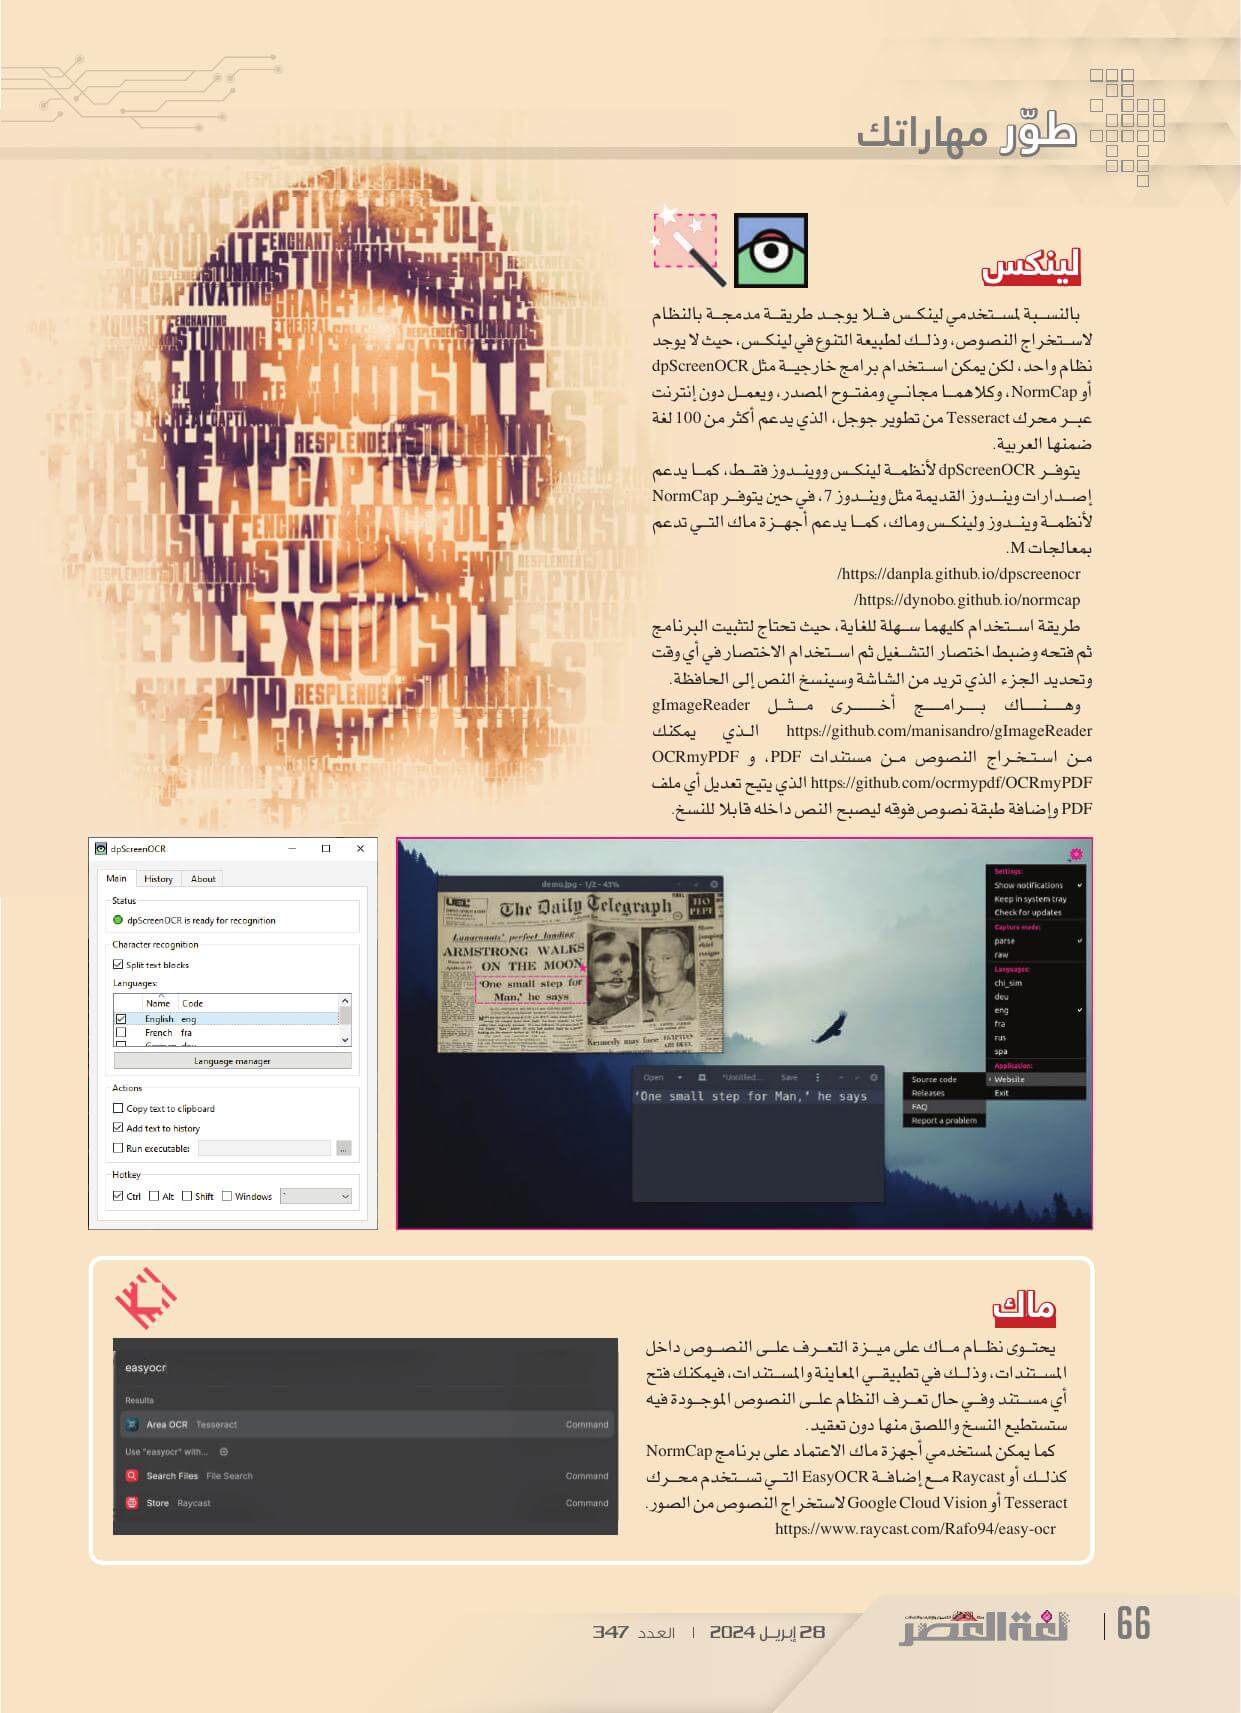 طوّر مهاراتك
لينكس
بالنسبة لمستخدمي لينكس فلا يوجد طريقة مدمجة بالنظام
لاستخراج النصوص، وذلك لطبيعة التنوع في لينكس، حيث لا يوجد
نظام واحد، لكن يمكن استخدام برامج خارجية مثل dpScreenOCR
أو NormCap، وكلاهما مجاني ومفتوح المصدر، ويعمل دون إنترنت
عبر محرك Tesseract من تطوير جوجل، الذي يدعم أكثر من 100 لغة
ضمنها العربية.
يتوفر dpScreenOCR لأنظمة لينكس وويندوز فقط، كما يدعم
إصدارات ويندوز القديمة مثل ويندوز 7، في حين يتوفر NormCap
لأنظمة ويندوز ولينكس وماك، كما يدعم أجهزة ماك التي تدعم
بمعالجات M.
https://danpla.github.io/dpscreenocr/
https://dynobo.github.io/normcap/
طريقة استخدام كليهما سهلة للغاية، حيث تحتاج لتثبيت البرنامج
ثم فتحه وضبط اختصار التشغيل ثم استخدام الاختصار في أي وقت
وتحديد الجزء الذي تريد من الشاشة وسينسخ النص إلى الحافظة.
وهناك برامج أخرى مثل gImageReader
https://github.com/manisandro/gImageReader الذي يمكنك
من استخراج النصوص من مستندات PDF، و OCRmyPDF
https://github.com/ocrmypdf/OCRmyPDF الذي يتيح تعديل أي ملف
PDF وإضافة طبقة نصوص فوقه ليصبح النص داخله قابلا للنسخ.
dpScreenOCR
Main History About
Status
dpScreenOCR is ready for recognition
Character recognition
Split text blocks
Languages:
Name Code
English eng
French fra
Language manager
Actions
Copy text to clipboard
Add text to history
Run executable: ...
Hotkey
Ctrl Alt Shift Windows
demo.jpg - 1/2 - 43%
The Daily Telegraph
Lunarnauts' perfect landing
ARMSTRONG WALKS
ON THE MOON
'One small step for
Man,' he says
Kennedy may face
Open *Untitled... Save
'One small step for Man,' he says
Settings:
Show notifications
Keep in system tray
Check for updates
Capture mode:
parse
raw
Languages:
chi_sim
deu
eng
fra
rus
spa
Application:
Website
Exit
Source code
Releases
FAQ
Report a problem
ماك
يحتوى نظام ماك على ميزة التعرف على النصوص داخل
المستندات، وذلك في تطبيقي المعاينة والمستندات، فيمكنك فتح
أي مستند وفي حال تعرف النظام على النصوص الموجودة فيه
ستستطيع النسخ واللصق منها دون تعقيد.
كما يمكن لمستخدمي أجهزة ماك الاعتماد على برنامج NormCap
كذلك أو Raycast مع إضافة EasyOCR التي تستخدم محرك
Tesseract أو Google Cloud Vision لاستخراج النصوص من الصور.
https://www.raycast.com/Rafo94/easy-ocr
easyocr
Results
Area OCR Tesseract Command
Use "easyocr" with...
Search Files File Search Command
Store Raycast Command
66 | لغة العصر
28 إبريل 2024 | العدد 347